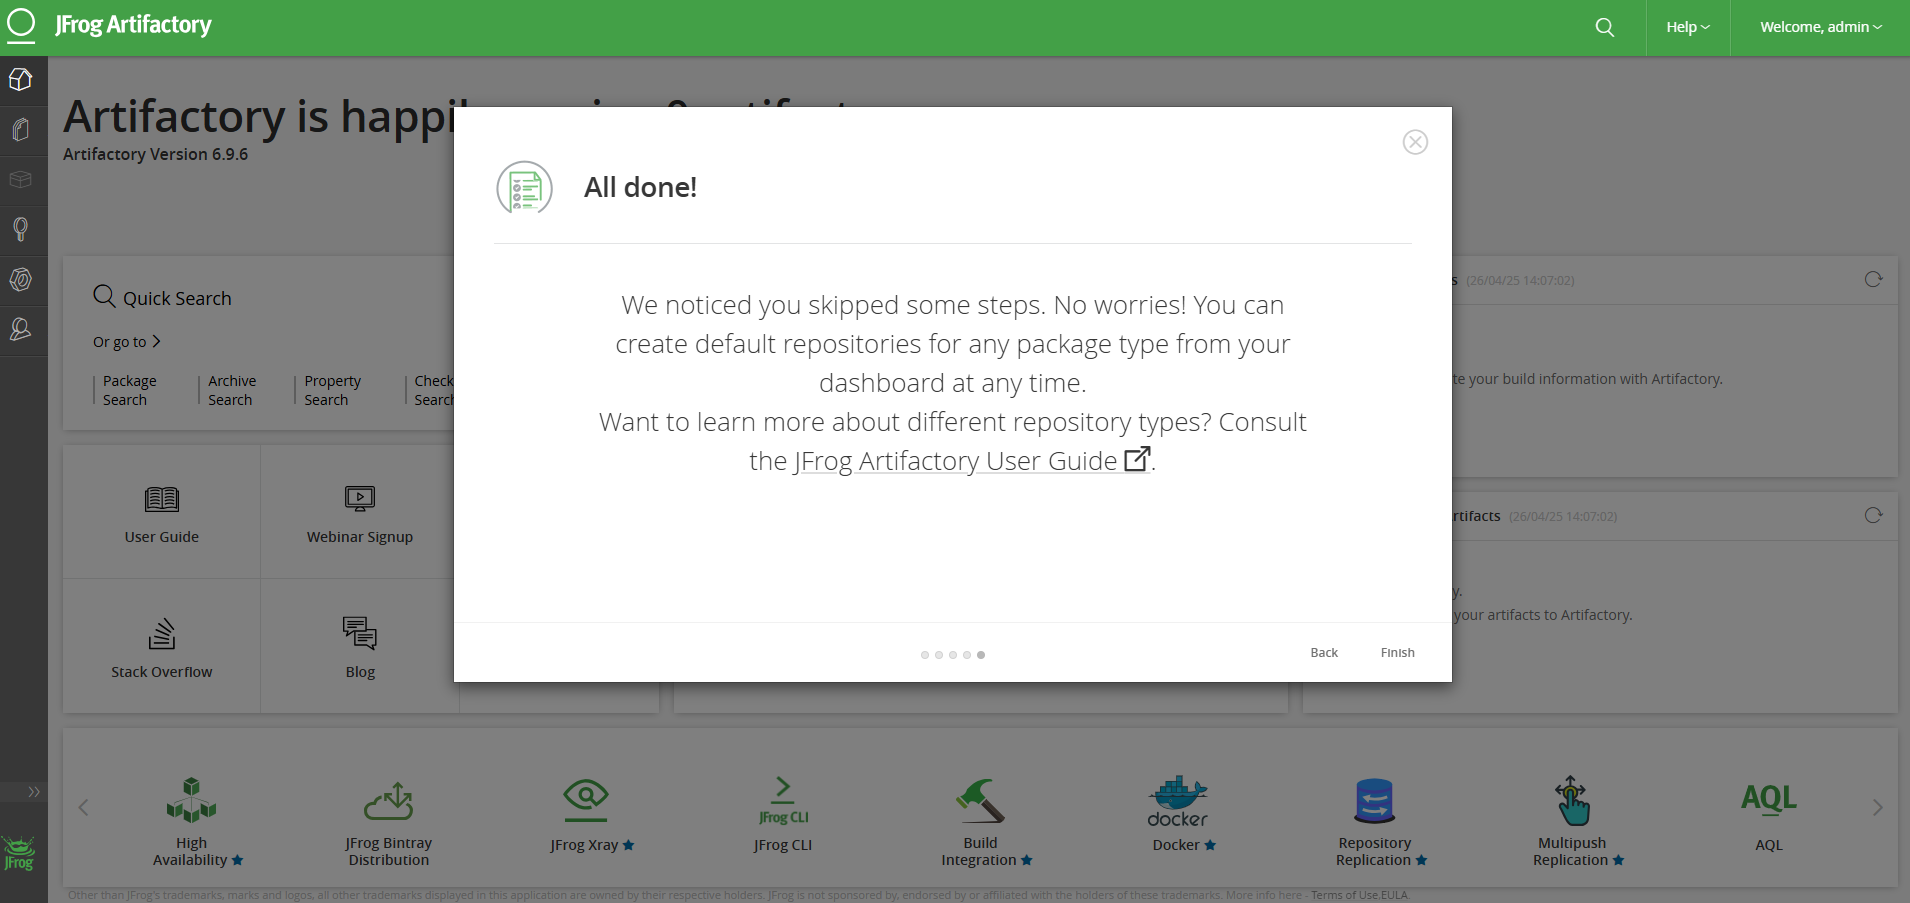 JFrog Artifactory
Help
Welcome, admin
Artifactory is happi
Artifactory Version 6.9.6
All done!
We noticed you skipped some steps. No worries! You can
create default repositories for any package type from your
dashboard at any time.
Want to learn more about different repository types? Consult
the JFrog Artifactory User Guide.
Back
Finish
Quick Search
Or go to
Package
Search
Archive
Search
Property
Search
Check
Search
s (26/04/25 14:07:02)
te your build information with Artifactory.
User Guide
Webinar Signup
rtifacts (26/04/25 14:07:02)
y.
your artifacts to Artifactory.
Stack Overflow
Blog
High
Availability
JFrog Bintray
Distribution
JFrog Xray
JFrog CLI
JFrog CLI
Build
Integration
docker
Docker
Repository
Replication
Multipush
Replication
AQL
AQL
JFrog
Other than JFrog's trademarks, marks and logos, all other trademarks displayed in this application are owned by their respective holders. JFrog is not sponsored by, endorsed by or affiliated with the holders of these trademarks. More info here - Terms of Use.EULA.